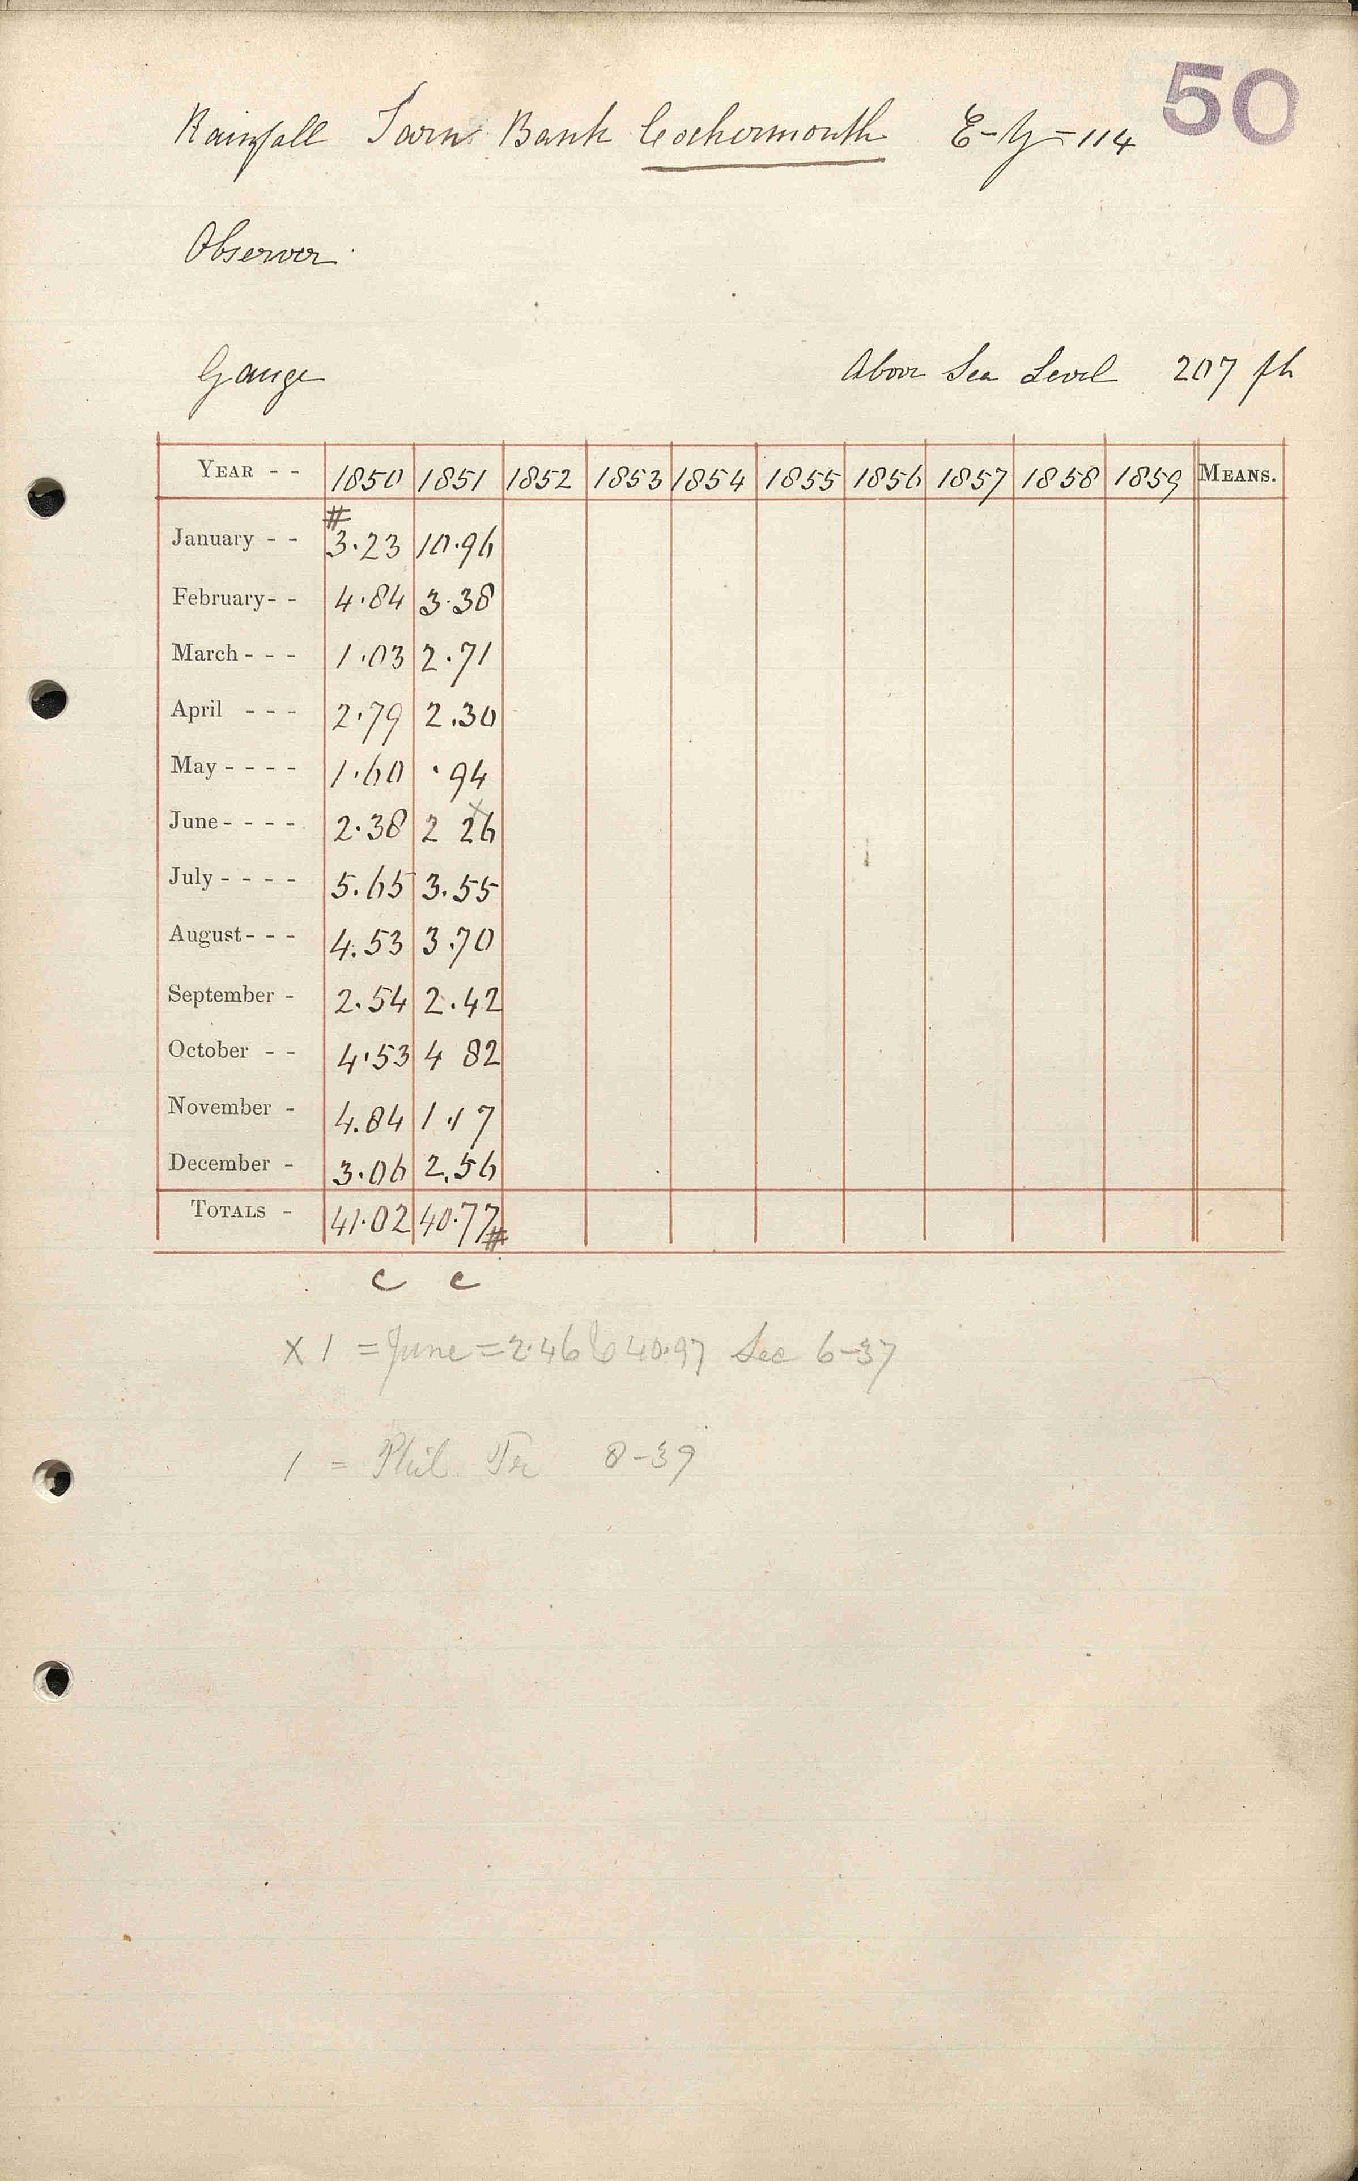 50
Rainfall Tarn Bank Cockermouth E-Y-114
Observer
Gauge Above Sea Level 207 ft
YEAR - - 1850 1851 1852 1853 1854 1855 1856 1857 1858 1859 MEANS.
#
January - - 3.23 10.96
February - - 4.84 3.38
March - - - 1.03 2.71
April - - - 2.79 2.30
May - - - - 1.60 .94
x
June - - - - 2.38 2 26
July - - - - 5.65 3.55
August - - - 4.53 3.70
September - 2.54 2.42
October - - 4.53 4 82
November - 4.84 1.17
December - 3.06 2.56
TOTALS - 41.02 40.77#
c c
x 1 = June = 2.46 & 40.97 See 6-37
1 = Phil. Tr 8-39